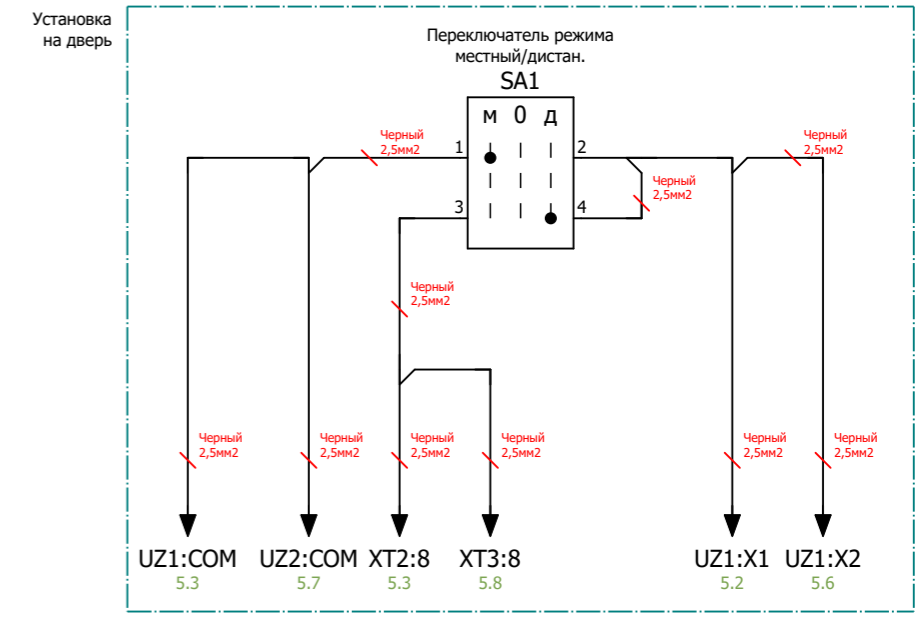 Установка
на дверь
Переключатель режима
местный/дистан.
SA1
м 0 д
1
2
3
4
Черный
2,5мм2
Черный
2,5мм2
Черный
2,5мм2
Черный
2,5мм2
Черный
2,5мм2
Черный
2,5мм2
Черный
2,5мм2
Черный
2,5мм2
Черный
2,5мм2
Черный
2,5мм2
UZ1:COM
5.3
UZ2:COM
5.7
XT2:8
5.3
XT3:8
5.8
UZ1:X1
5.2
UZ1:X2
5.6